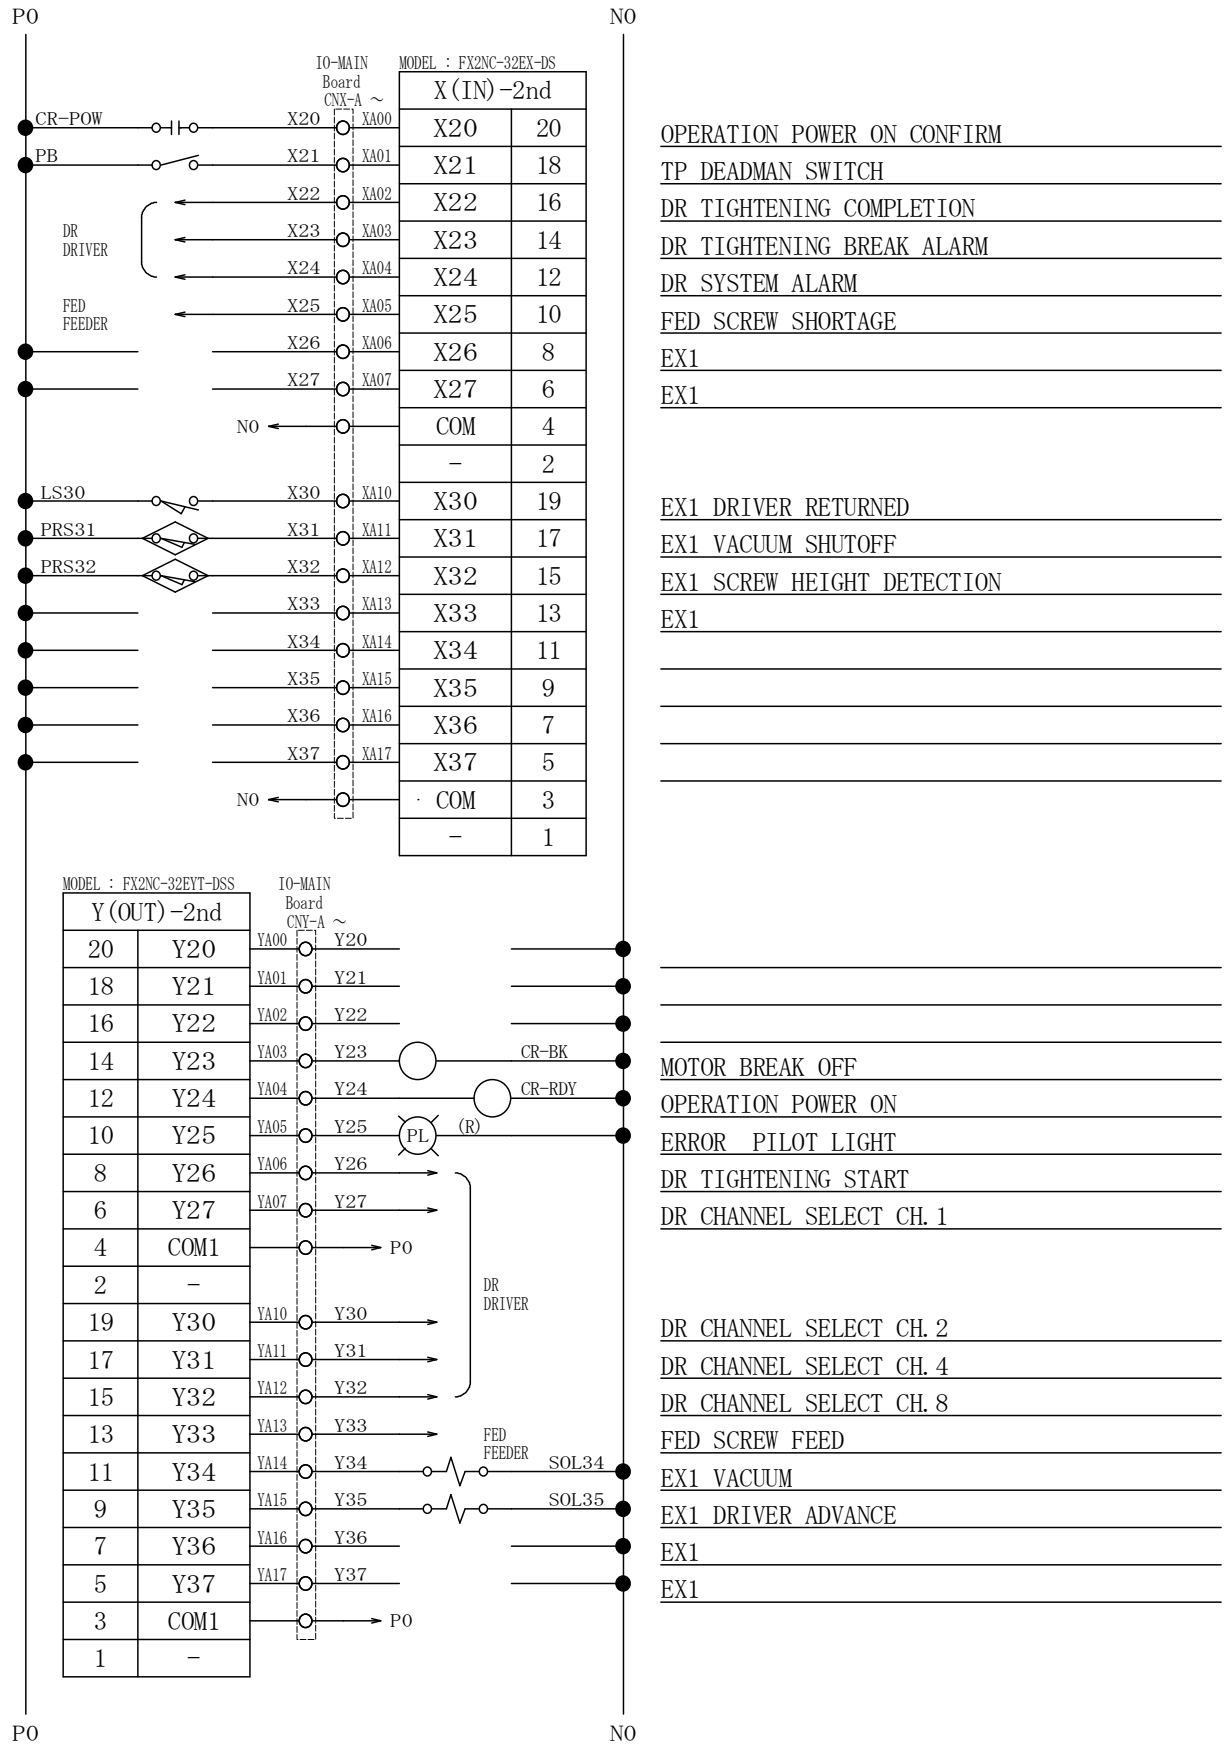 P0 N0
IO-MAIN MODEL : FX2NC-32EX-DS
Board X(IN)-2nd
CNX-A ~
CR-POW X20 XA00 X20 20 OPERATION POWER ON CONFIRM
PB X21 XA01 X21 18 TP DEADMAN SWITCH
X22 XA02 X22 16 DR TIGHTENING COMPLETION
DR
DRIVER
X23 XA03 X23 14 DR TIGHTENING BREAK ALARM
X24 XA04 X24 12 DR SYSTEM ALARM
FED
FEEDER
X25 XA05 X25 10 FED SCREW SHORTAGE
X26 XA06 X26 8 EX1
X27 XA07 X27 6 EX1
N0 COM 4
- 2
LS30 X30 XA10 X30 19 EX1 DRIVER RETURNED
PRS31 X31 XA11 X31 17 EX1 VACUUM SHUTOFF
PRS32 X32 XA12 X32 15 EX1 SCREW HEIGHT DETECTION
X33 XA13 X33 13 EX1
X34 XA14 X34 11
X35 XA15 X35 9
X36 XA16 X36 7
X37 XA17 X37 5
N0 COM 3
- 1
MODEL : FX2NC-32EYT-DSS IO-MAIN
Y(OUT)-2nd Board
CNY-A ~
20 Y20 YA00 Y20
18 Y21 YA01 Y21
16 Y22 YA02 Y22
14 Y23 YA03 Y23 CR-BK MOTOR BREAK OFF
12 Y24 YA04 Y24 CR-RDY OPERATION POWER ON
10 Y25 YA05 Y25 PL (R) ERROR PILOT LIGHT
8 Y26 YA06 Y26 DR TIGHTENING START
6 Y27 YA07 Y27 DR CHANNEL SELECT CH.1
4 COM1 P0
2 -
DR
DRIVER
19 Y30 YA10 Y30 DR CHANNEL SELECT CH.2
17 Y31 YA11 Y31 DR CHANNEL SELECT CH.4
15 Y32 YA12 Y32 DR CHANNEL SELECT CH.8
13 Y33 YA13 Y33 FED SCREW FEED
FED
FEEDER
11 Y34 YA14 Y34 SOL34 EX1 VACUUM
9 Y35 YA15 Y35 SOL35 EX1 DRIVER ADVANCE
7 Y36 YA16 Y36 EX1
5 Y37 YA17 Y37 EX1
3 COM1 P0
1 -
P0 N0